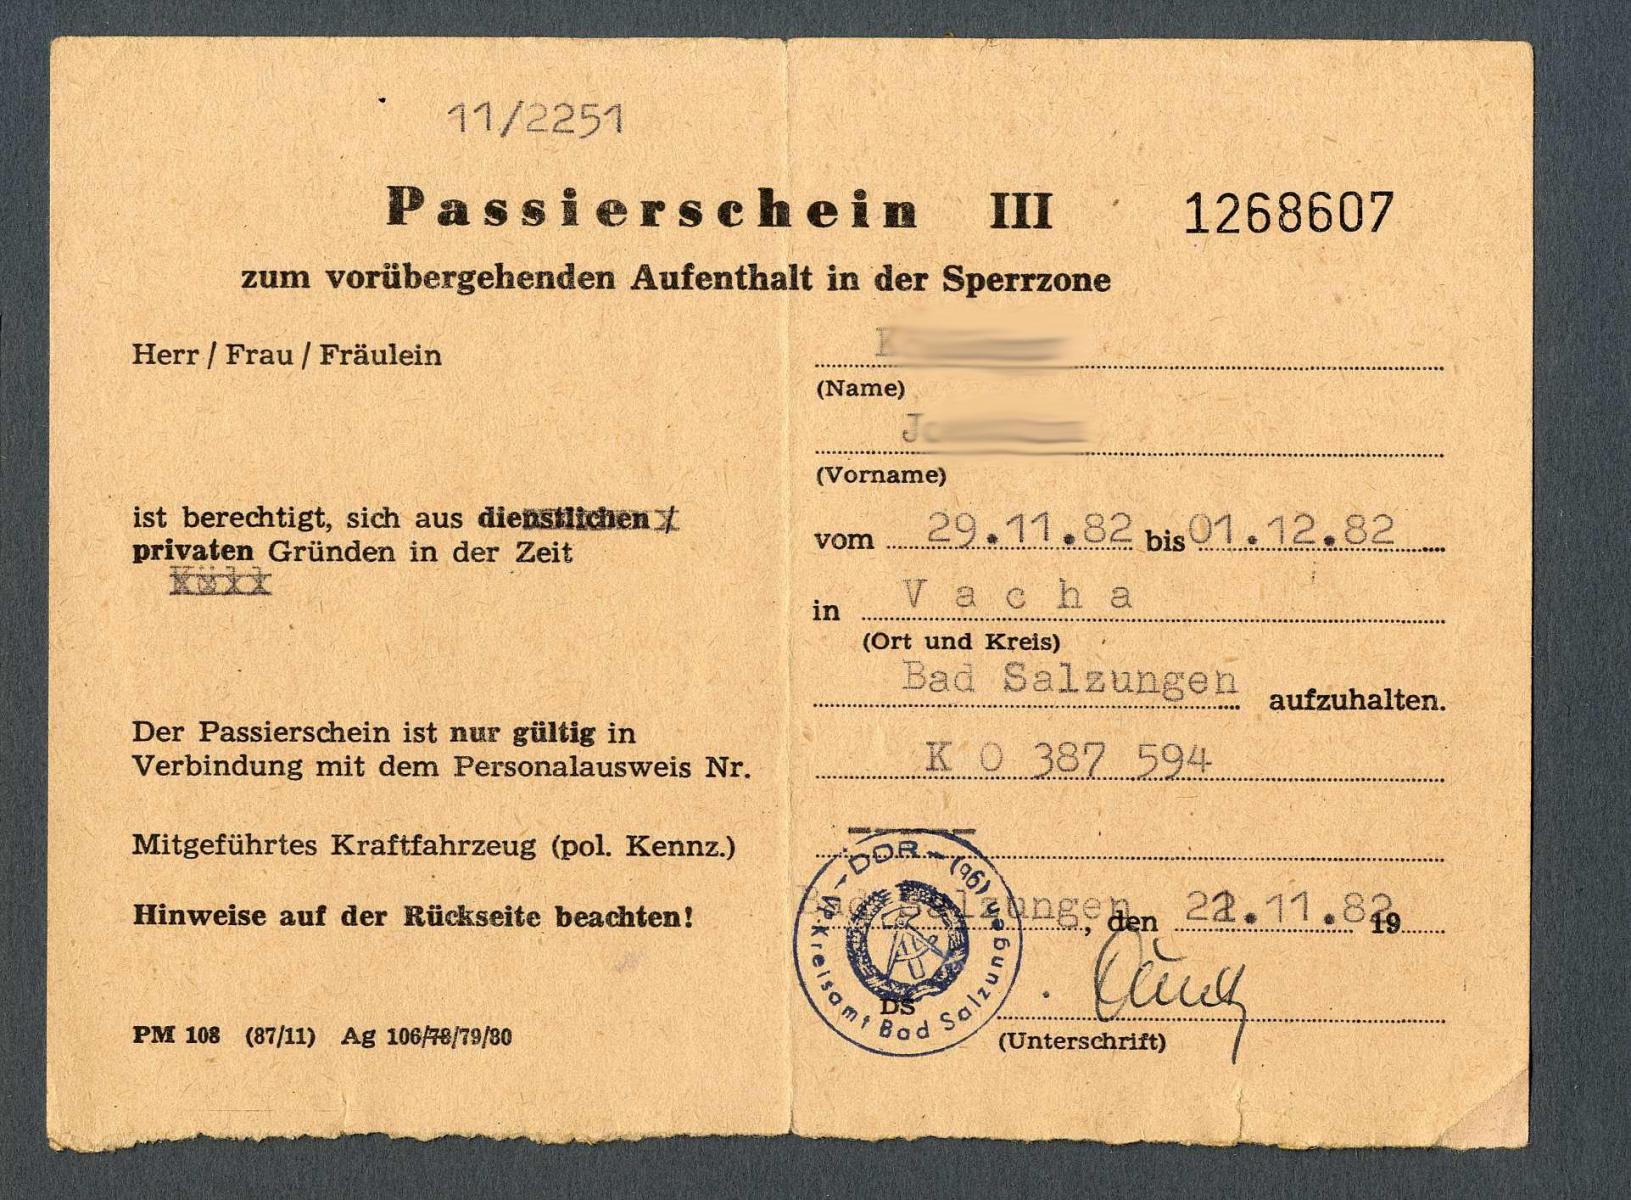 11/2251
Passierschein III 1268607
zum vorübergehenden Aufenthalt in der Sperrzone
Herr / Frau / Fräulein K
(Name)
Jo
(Vorname)
ist berechtigt, sich aus dienstlichen /
privaten Gründen in der Zeit
vom 29.11.82 bis 01.12.82
in V a c h a
(Ort und Kreis)
Bad Salzungen aufzuhalten.
Der Passierschein ist nur gültig in
Verbindung mit dem Personalausweis Nr. K 0 387 594
Mitgeführtes Kraftfahrzeug (pol. Kennz.)
Hinweise auf der Rückseite beachten! Bad Salzungen, den 22.11.82 19
DDR (96) VP-Kreisamt Bad Salzungen
DS
(Unterschrift)
PM 108 (87/11) Ag 106/78/79/80